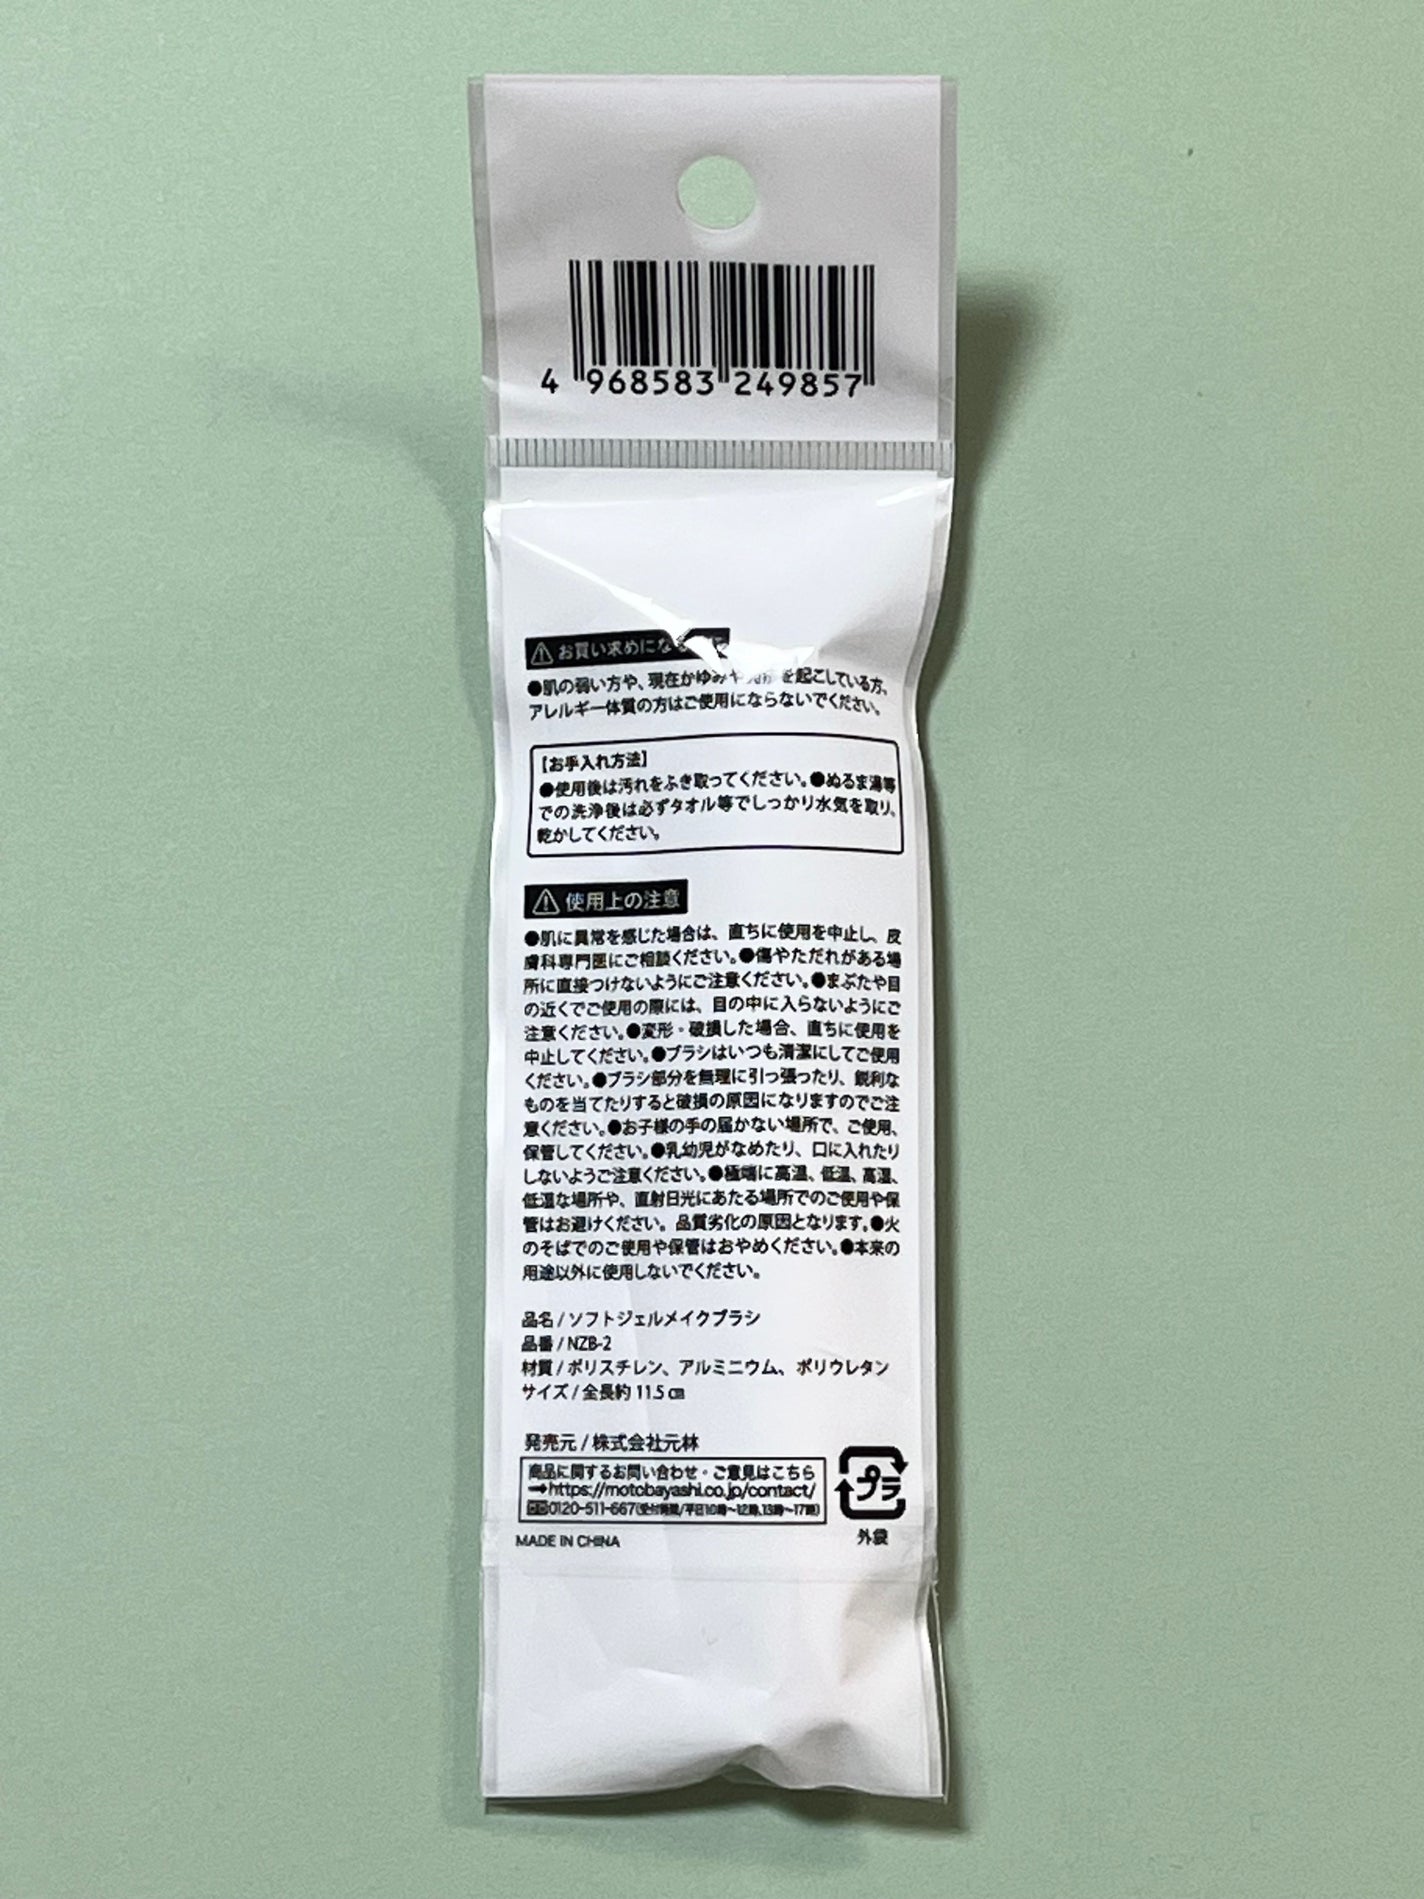 4 968583 249857
お買い求めになる
●肌の弱い方や、現在かゆみや を起こしている方、
アレルギー体質の方はご使用にならないでください。
【お手入れ方法】
●使用後は汚れをふき取ってください。●ぬるま湯等
での洗浄後は必ずタオル等でしっかり水気を取り、
乾かしてください。
使用上の注意
●肌に異常を感じた場合は、直ちに使用を中止し、皮
膚科専門医にご相談ください。●傷やただれがある場
所に直接つけないようにご注意ください。●まぶたや目
の近くでご使用の際には、目の中に入らないようにご
注意ください。●変形・破損した場合、直ちに使用を
中止してください。●ブラシはいつも清潔にしてご使用
ください。●ブラシ部分を無理に引っ張ったり、鋭利な
ものを当てたりすると破損の原因になりますのでご注
意ください。●お子様の手の届かない場所で、ご使用、
保管してください。●乳幼児がなめたり、口に入れたり
しないようご注意ください。●極端に高温、低温、高湿、
低湿な場所や、直射日光にあたる場所でのご使用や保
管はお避けください。品質劣化の原因となります。●火
のそばでのご使用や保管はおやめください。●本来の
用途以外に使用しないでください。
品名/ソフトジェルメイクブラシ
品番/NZB-2
材質/ポリスチレン、アルミニウム、ポリウレタン
サイズ/全長約11.5㎝
発売元/株式会社元林
商品に関するお問い合わせ・ご意見はこちら
➞https://motobayashi.co.jp/contact/
0120-511-667(受付時間/平日10時～12時、13時～17時)
MADE IN CHINA
プラ
外袋